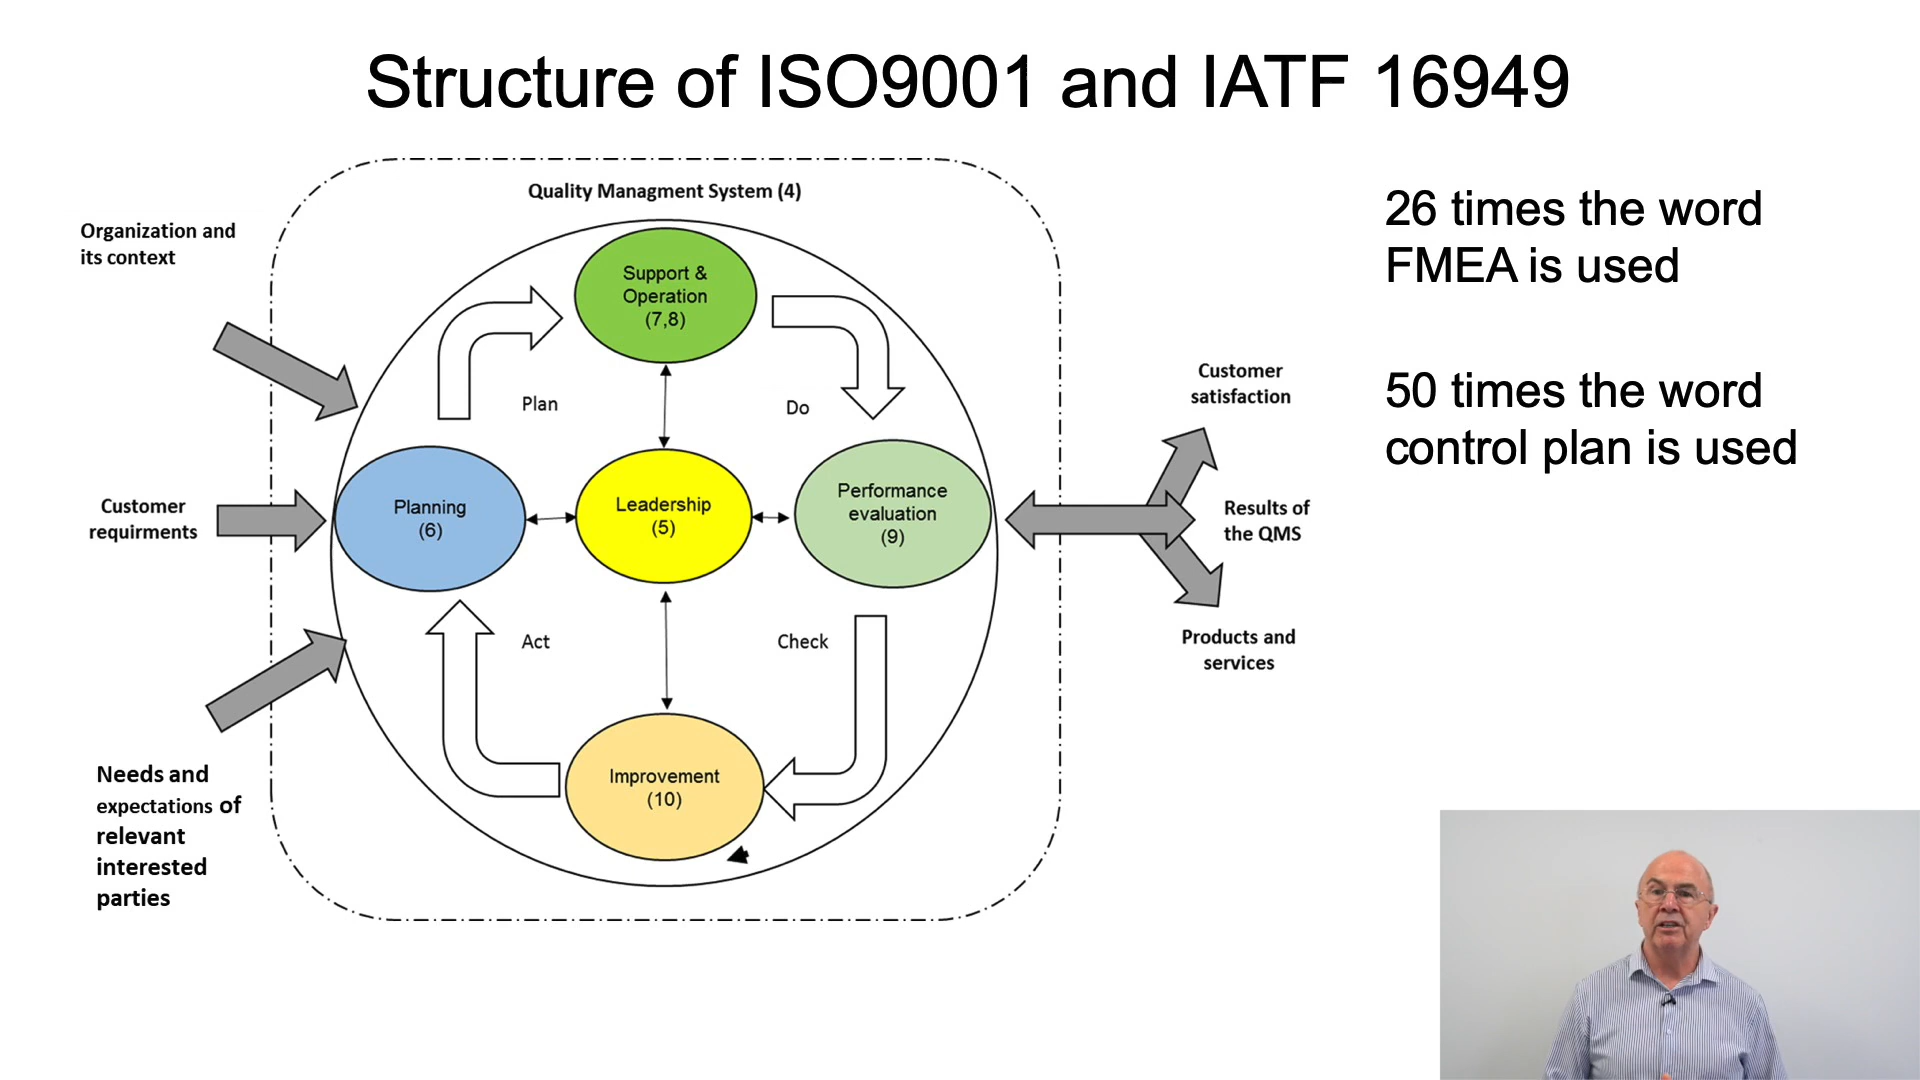 Structure of ISO9001 and IATF 16949
Quality Managment System (4)
Organization and
its context
Support &
Operation
(7,8)
Plan
Do
Customer
requirments
Planning
(6)
Leadership
(5)
Performance
evaluation
(9)
Act
Check
Improvement
(10)
Needs and
expectations of
relevant
interested
parties
Customer
satisfaction
Results of
the QMS
Products and
services
26 times the word
FMEA is used
50 times the word
control plan is used